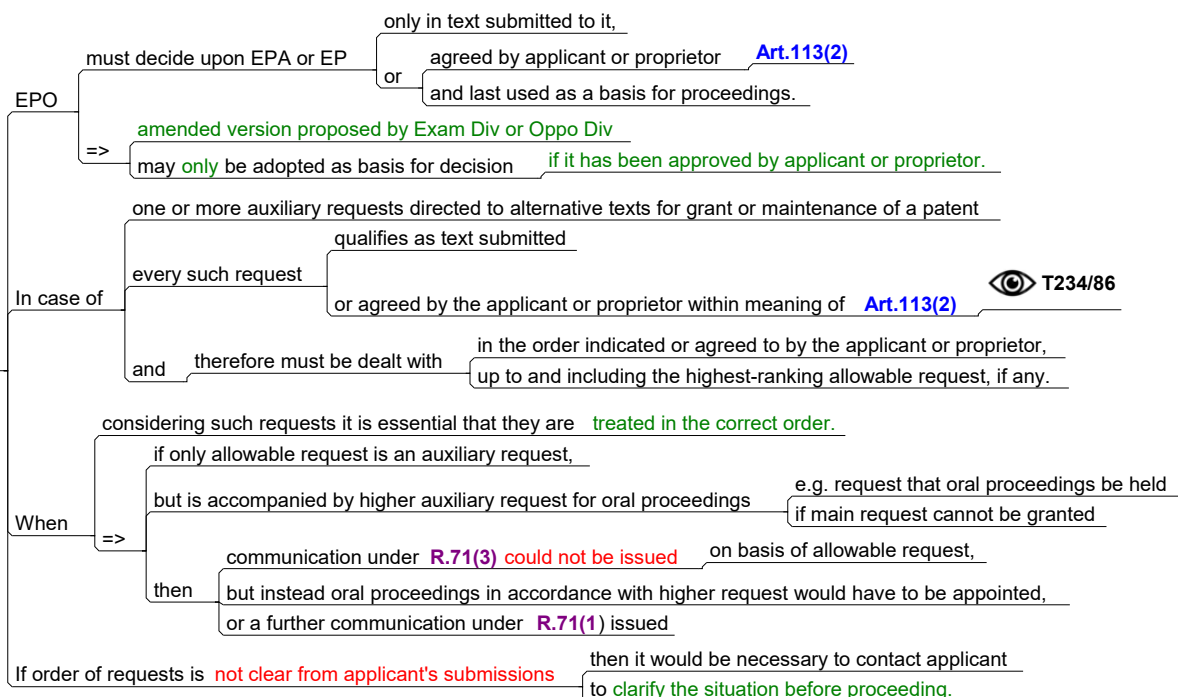 EPO
must decide upon EPA or EP
only in text submitted to it,
or
agreed by applicant or proprietor Art.113(2)
and last used as a basis for proceedings.
=>
amended version proposed by Exam Div or Oppo Div
may only be adopted as basis for decision if it has been approved by applicant or proprietor.
In case of
one or more auxiliary requests directed to alternative texts for grant or maintenance of a patent
every such request
qualifies as text submitted
or agreed by the applicant or proprietor within meaning of Art.113(2) T234/86
and therefore must be dealt with
in the order indicated or agreed to by the applicant or proprietor,
up to and including the highest-ranking allowable request, if any.
When
considering such requests it is essential that they are treated in the correct order.
=>
if only allowable request is an auxiliary request,
but is accompanied by higher auxiliary request for oral proceedings
e.g. request that oral proceedings be held
if main request cannot be granted
then
communication under R.71(3) could not be issued on basis of allowable request,
but instead oral proceedings in accordance with higher request would have to be appointed,
or a further communication under R.71(1) issued
If order of requests is not clear from applicant's submissions
then it would be necessary to contact applicant
to clarify the situation before proceeding.